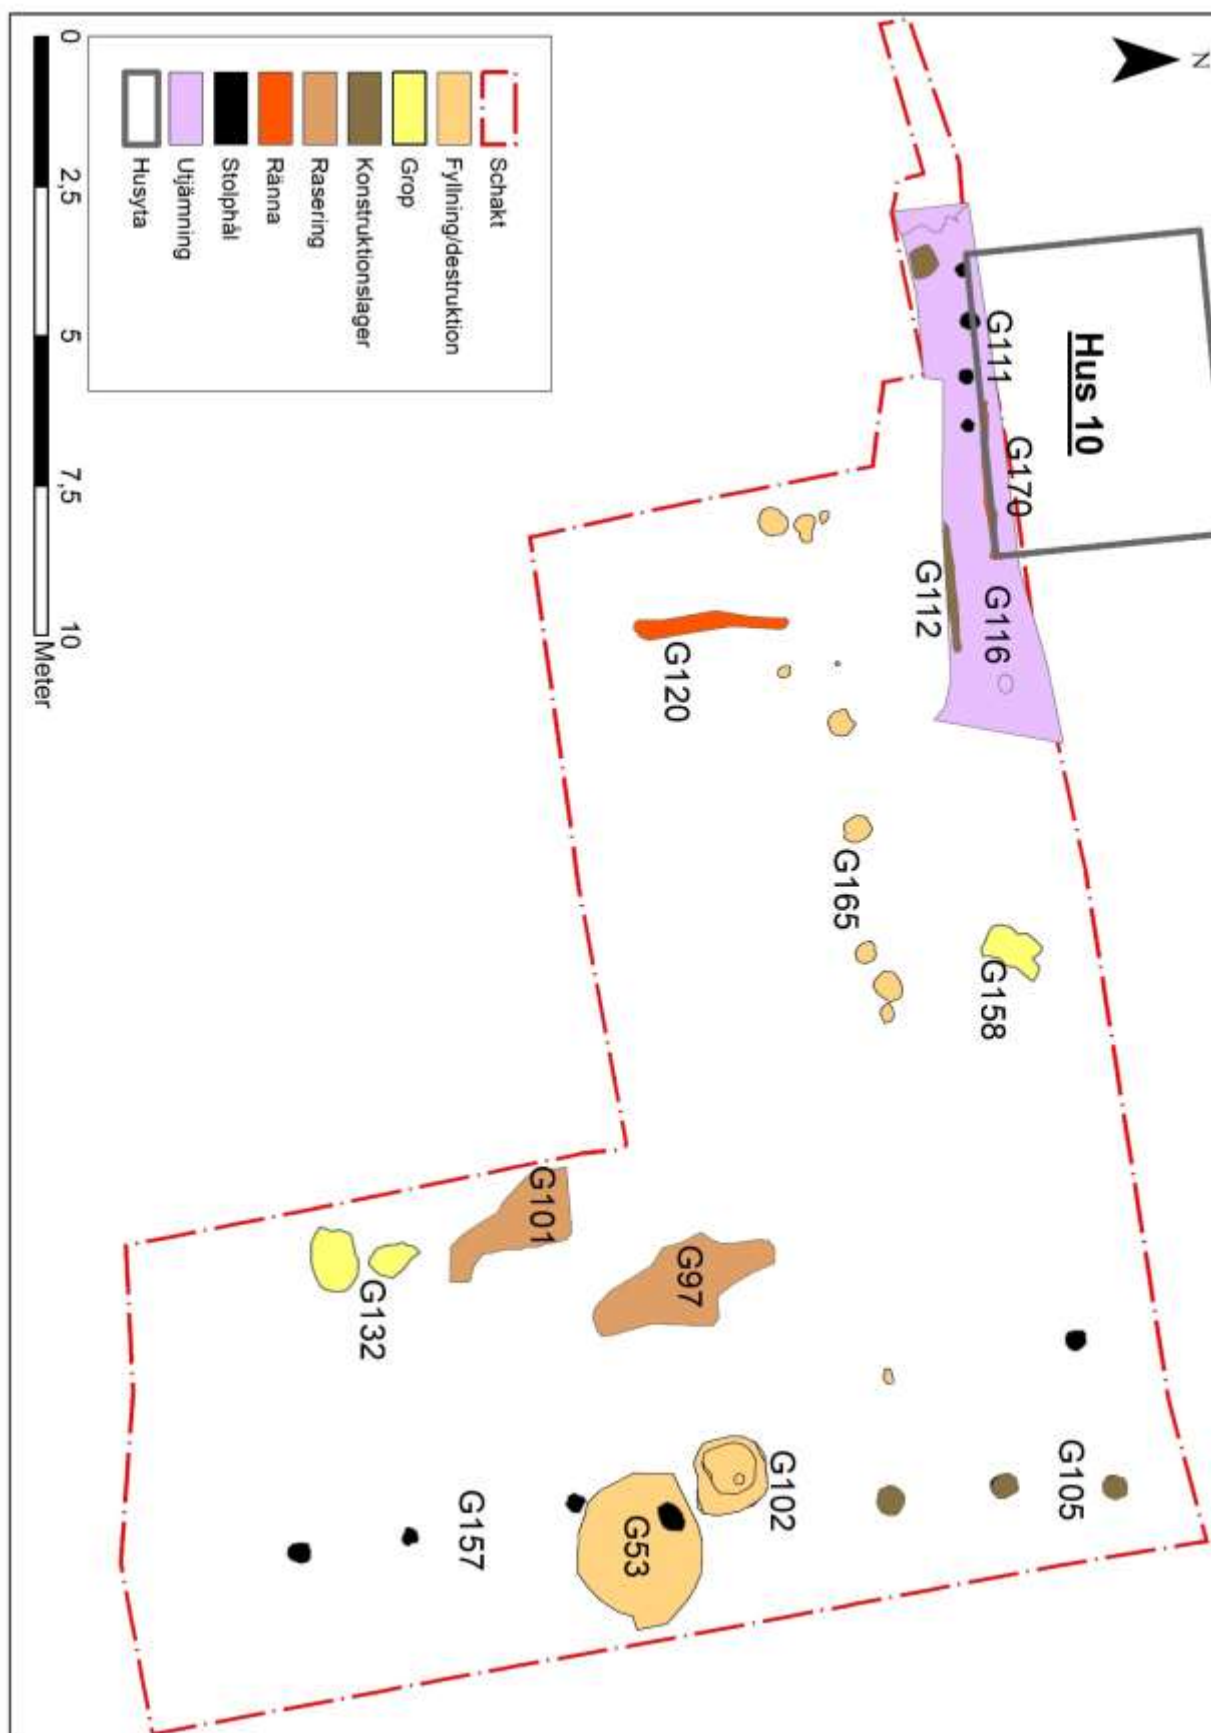 N
Hus 10
G111
G170
G112
G116
G120
G165
G158
G101
G97
G132
G102
G105
G53
G157
Schakt
Fyllning/destruktion
Grop
Konstruktionslager
Rasering
Ränna
Stolphål
Utjämning
Husyta
0 2,5 5 7,5 10
Meter